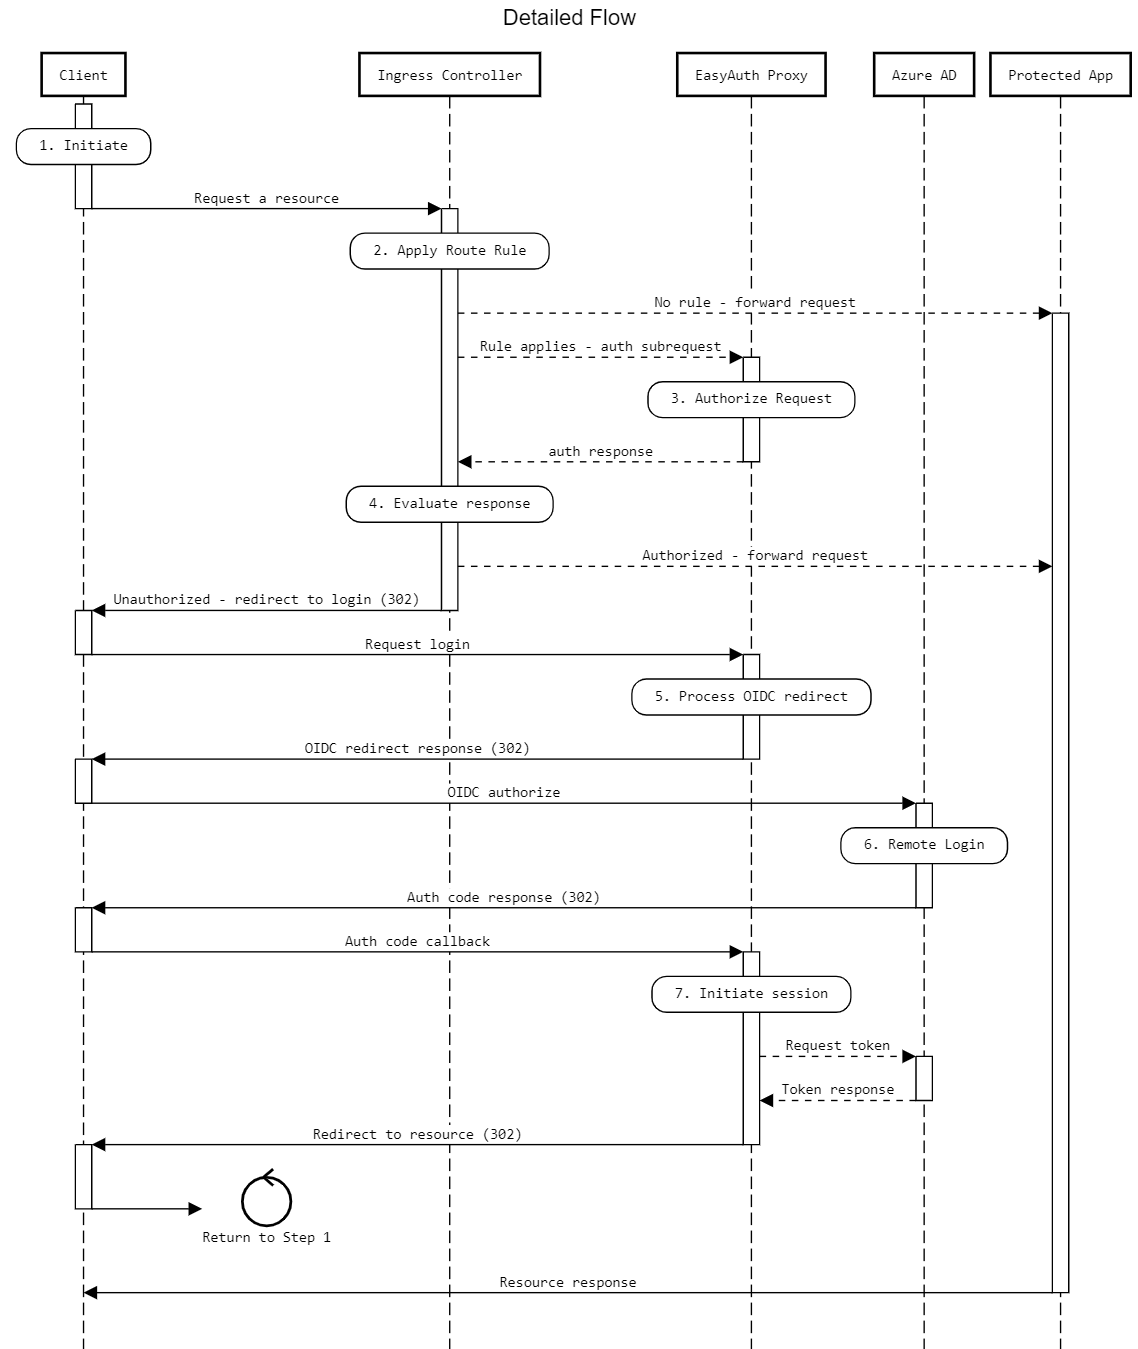 Detailed Flow
Client
Ingress Controller
EasyAuth Proxy
Azure AD
Protected App
1. Initiate
Request a resource
2. Apply Route Rule
No rule - forward request
Rule applies - auth subrequest
3. Authorize Request
auth response
4. Evaluate response
Authorized - forward request
Unauthorized - redirect to login (302)
Request login
5. Process OIDC redirect
OIDC redirect response (302)
OIDC authorize
6. Remote Login
Auth code response (302)
Auth code callback
7. Initiate session
Request token
Token response
Redirect to resource (302)
Return to Step 1
Resource response